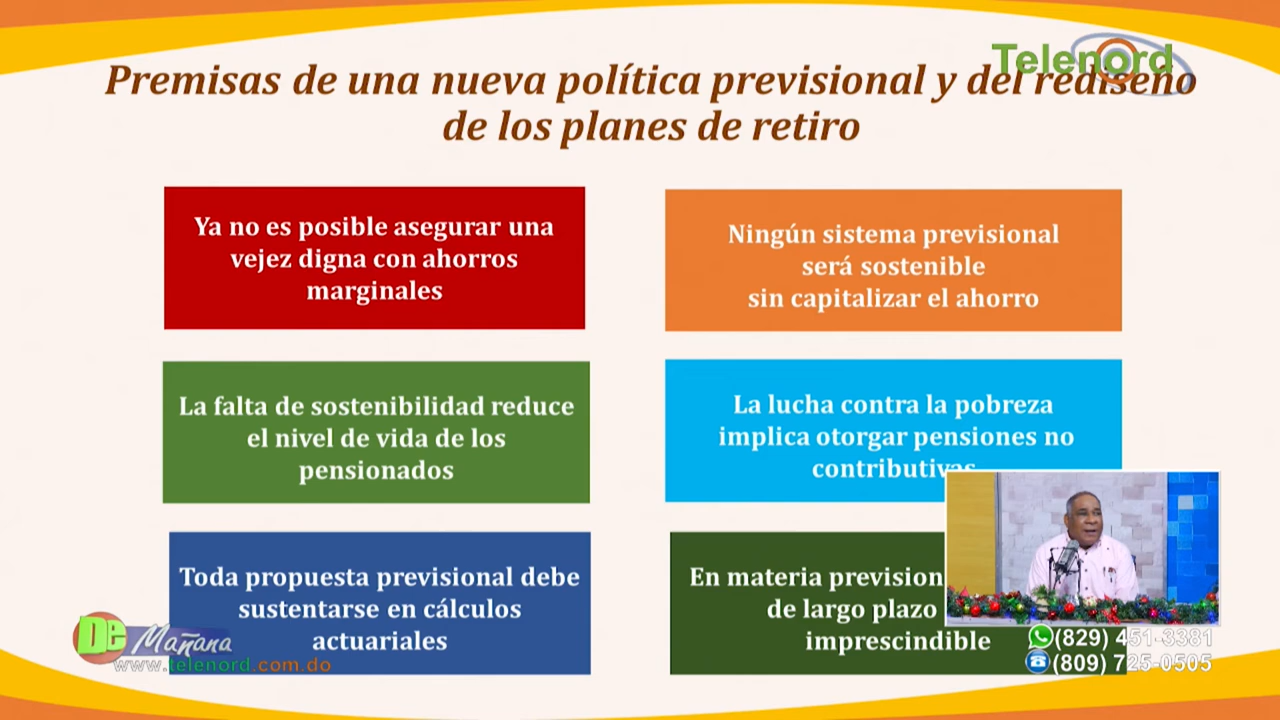 Telenord
Premisas de una nueva política previsional y del rediseño
de los planes de retiro
Ya no es posible asegurar una
vejez digna con ahorros
marginales
Ningún sistema previsional
será sostenible
sin capitalizar el ahorro
La falta de sostenibilidad reduce
el nivel de vida de los
pensionados
La lucha contra la pobreza
implica otorgar pensiones no
contributivas
Toda propuesta previsional debe
sustentarse en cálculos
actuariales
En materia
de largo plazo
imprescindible
De Mañana
www.telenord.com.do
(829) 451-3381
(809) 725-0505